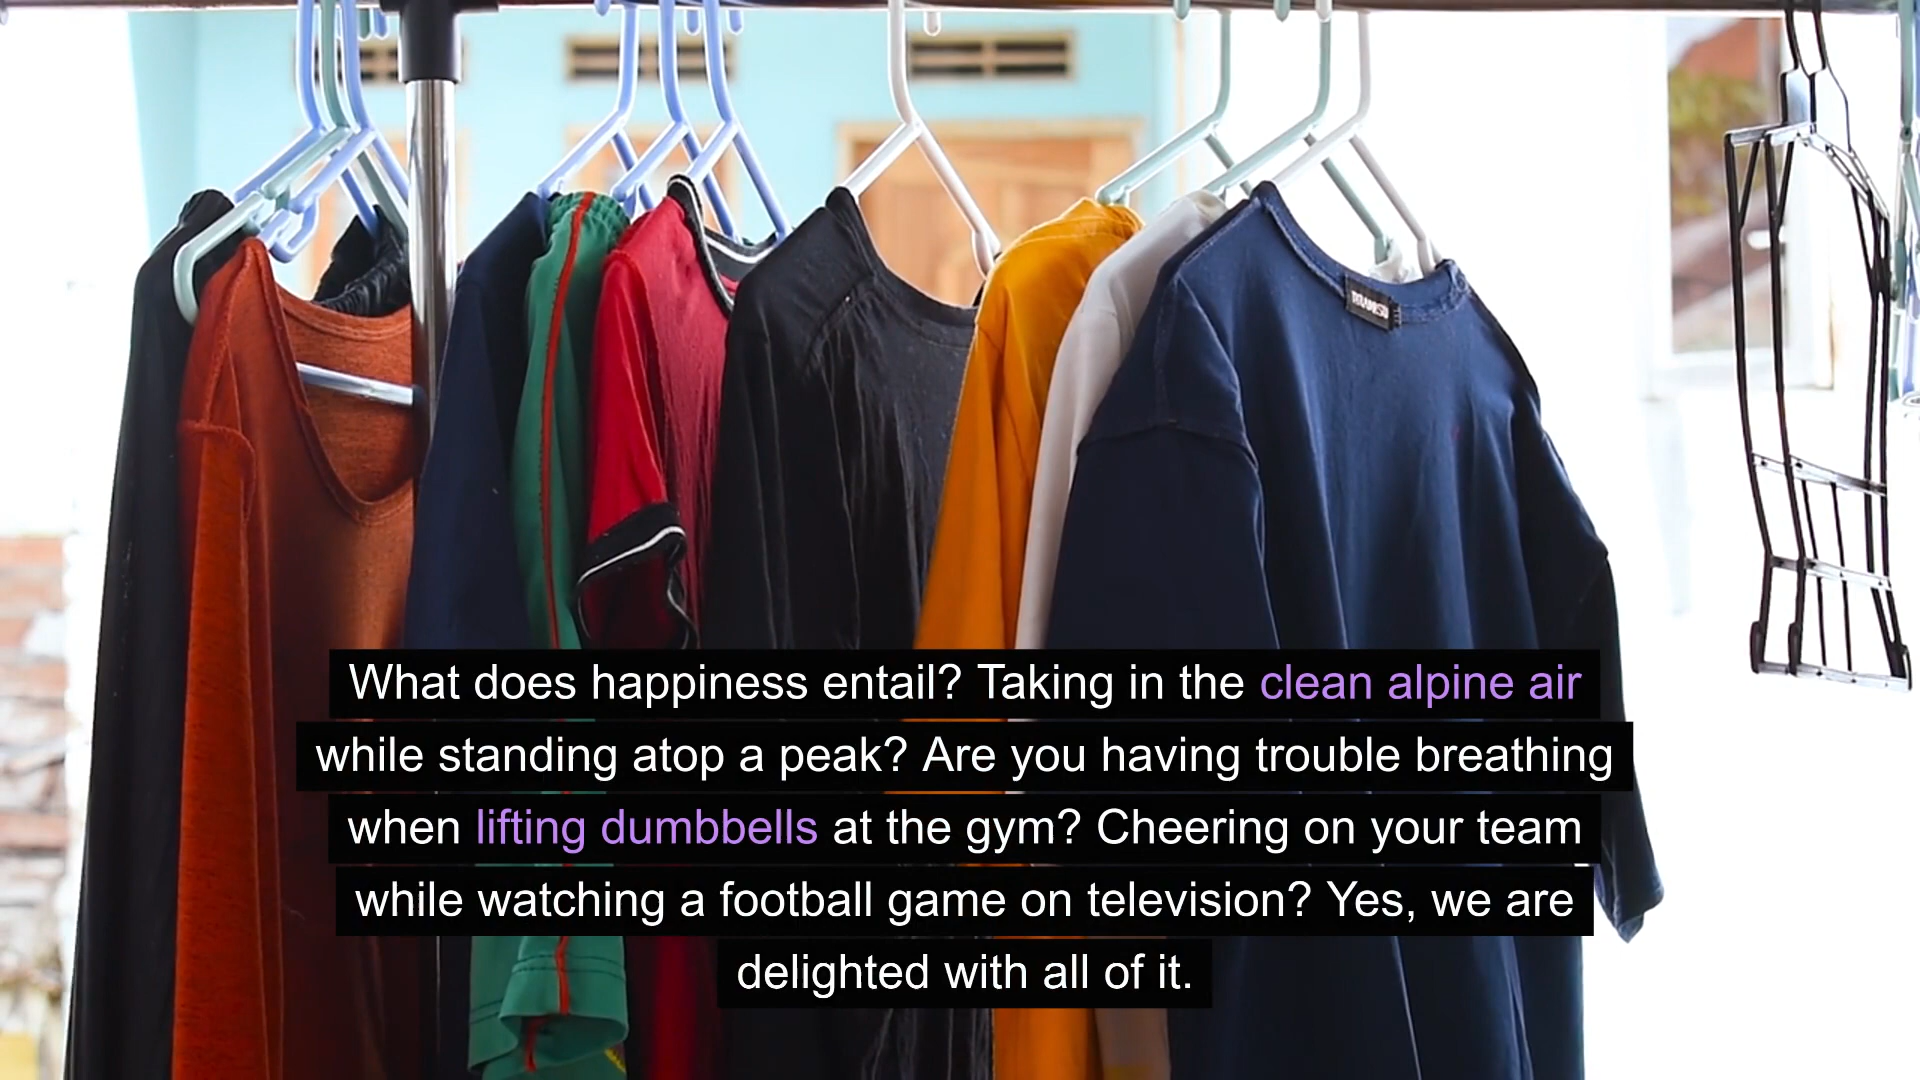 What does happiness entail? Taking in the clean alpine air
while standing atop a peak? Are you having trouble breathing
when lifting dumbbells at the gym? Cheering on your team
while watching a football game on television? Yes, we are
delighted with all of it.